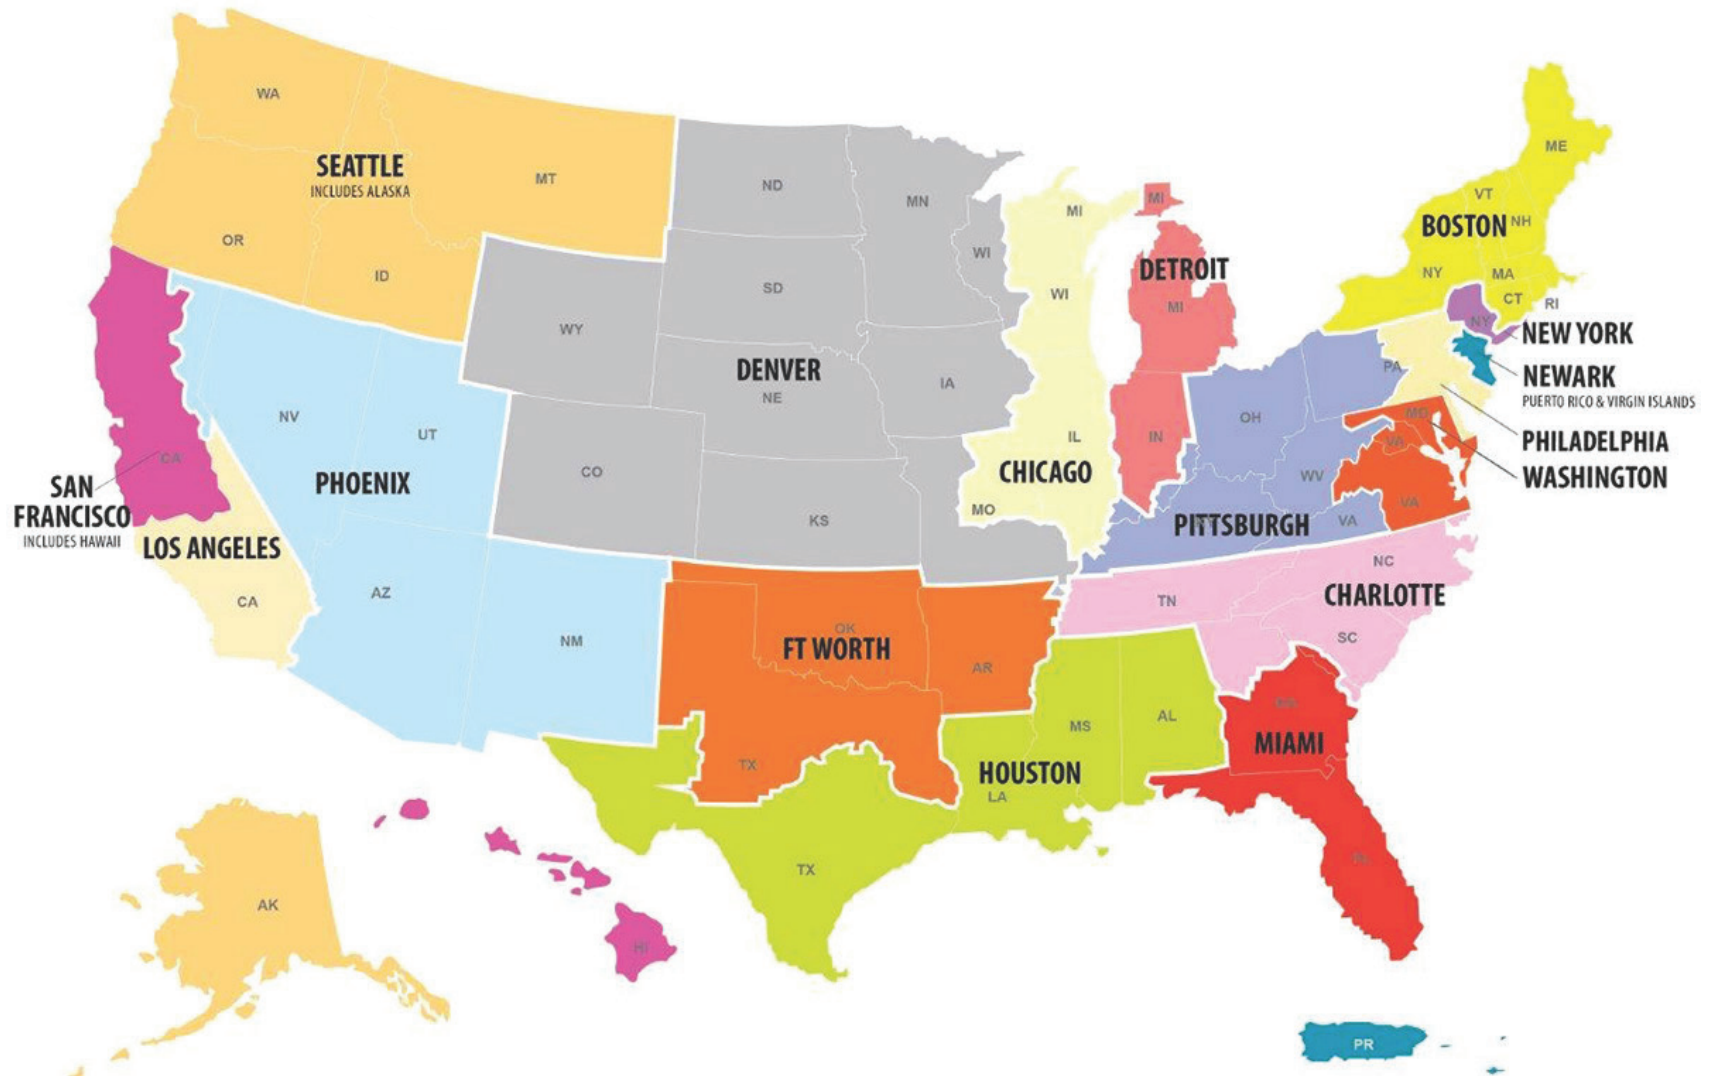 WA
SEATTLE
INCLUDES ALASKA
MT
OR
ID
ND
MN
WI
SD
WY
DENVER
NE
IA
CO
KS
MI
WI
IL
CHICAGO
MO
MI
DETROIT
MI
IN
ME
VT
BOSTON
NH
NY
MA
CT
RI
NY
NEW YORK
NEWARK
PUERTO RICO & VIRGIN ISLANDS
PHILADELPHIA
WASHINGTON
PA
OH
MD
VA
WV
VA
VA
KY
PITTSBURGH
NC
TN
CHARLOTTE
SC
NV
UT
CA
PHOENIX
SAN
FRANCISCO
INCLUDES HAWAII
LOS ANGELES
CA
AZ
NM
OK
FT WORTH
AR
TX
MS
AL
HOUSTON
LA
TX
GA
MIAMI
FL
AK
HI
PR